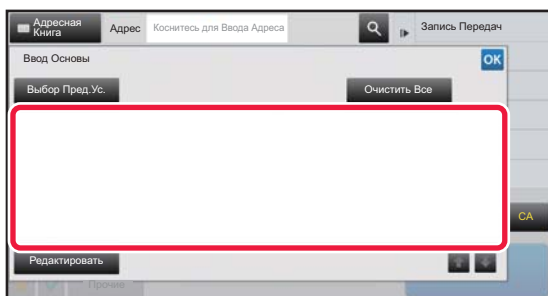 Адресная Книга
Адрес
Коснитесь для Ввода Адреса
Запись Передач
Ввод Основы
OK
Выбор Пред.Ус.
Очистить Все
CA
Редактировать
Прочие